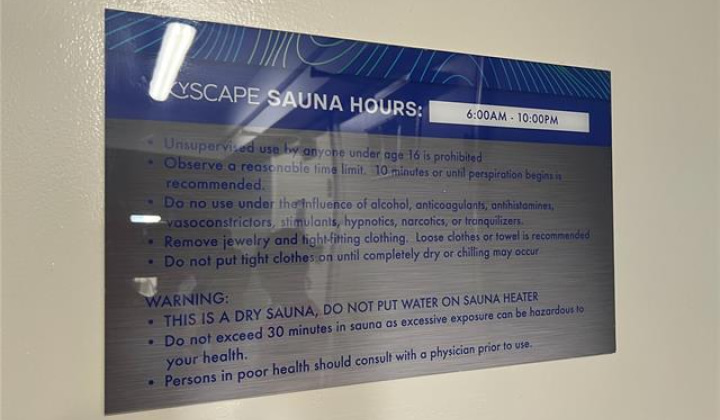 SKYSCAPE SAUNA HOURS: 6:00AM - 10:00PM
• Unsupervised use by anyone under age 16 is prohibited
• Observe a reasonable time limit. 10 minutes or until perspiration begins is
recommended.
• Do no use under the influence of alcohol, anticoagulants, antihistamines,
vasoconstrictors, stimulants, hypnotics, narcotics, or tranquilizers.
• Remove jewelry and tight-fitting clothing. Loose clothes or towel is recommended
• Do not put tight clothes on until completely dry or chilling may occur
WARNING:
• THIS IS A DRY SAUNA, DO NOT PUT WATER ON SAUNA HEATER
• Do not exceed 30 minutes in sauna as excessive exposure can be hazardous to
your health.
• Persons in poor health should consult with a physician prior to use.